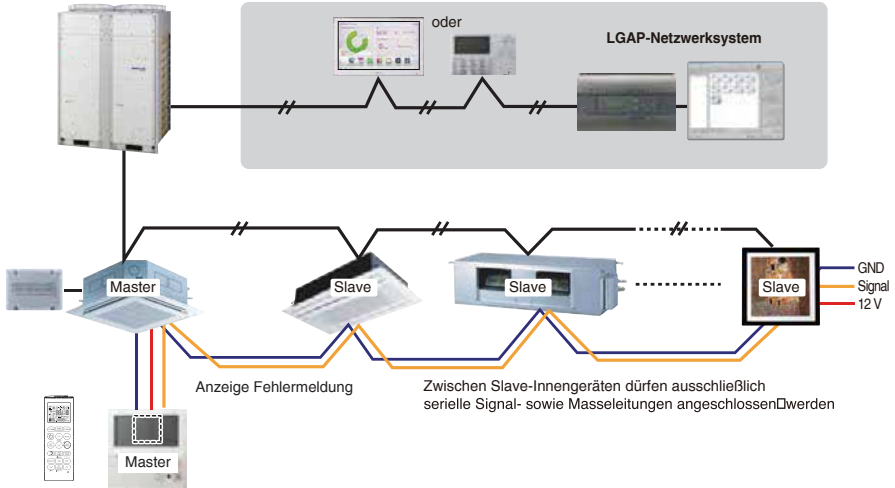 oder
LGAP-Netzwerksystem
Master
Slave
Slave
Slave
GND
Signal
12 V
Anzeige Fehlermeldung
Zwischen Slave-Innengeräten dürfen ausschließlich
serielle Signal- sowie Masseleitungen angeschlossen□werden
Master